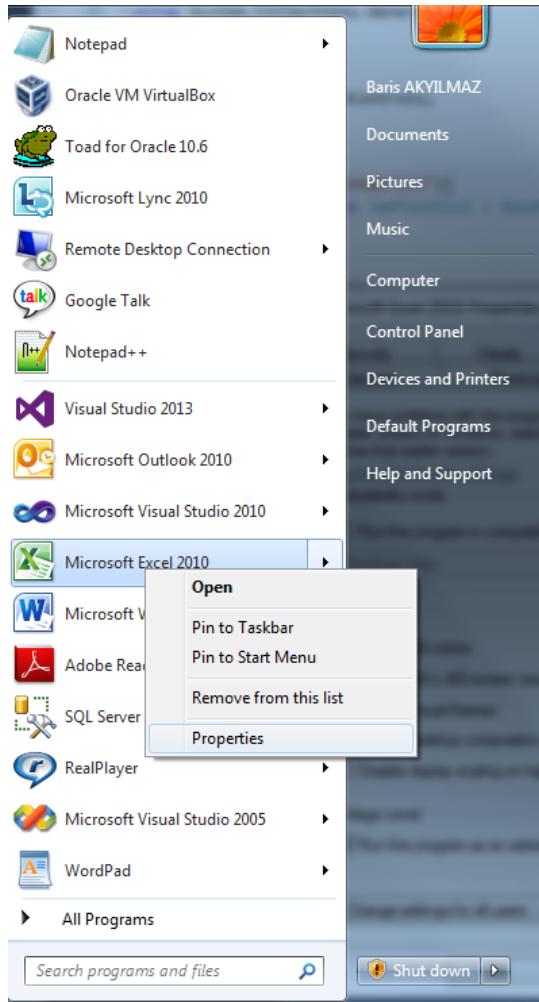 Notepad
Oracle VM VirtualBox
Toad for Oracle 10.6
Microsoft Lync 2010
Remote Desktop Connection
talk
Google Talk
Notepad++
Visual Studio 2013
Microsoft Outlook 2010
Microsoft Visual Studio 2010
Microsoft Excel 2010
Microsoft W
Adobe Rea
SQL Server
RealPlayer
Microsoft Visual Studio 2005
WordPad
All Programs
Search programs and files
Open
Pin to Taskbar
Pin to Start Menu
Remove from this list
Properties
Baris AKYILMAZ
Documents
Pictures
Music
Computer
Control Panel
Devices and Printers
Default Programs
Help and Support
Shut down